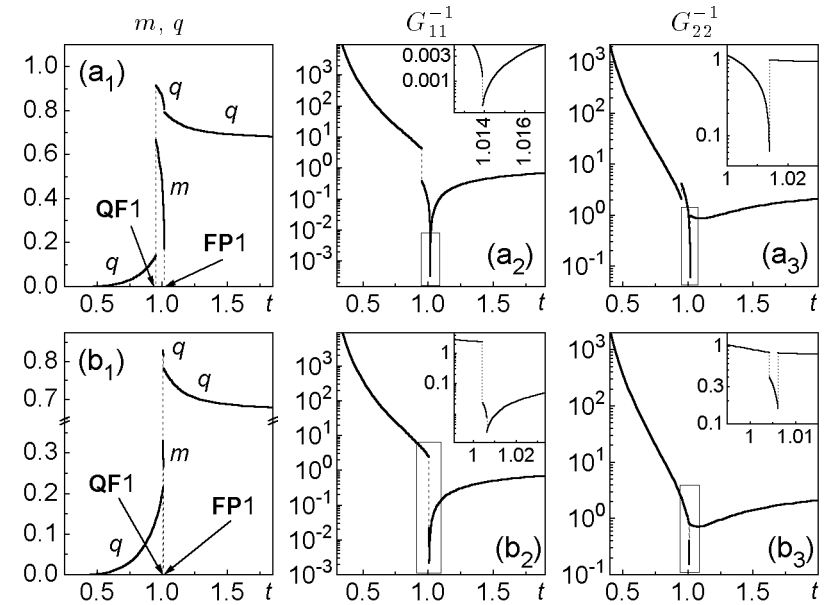 m, q
G₁₁⁻¹
G₂₂⁻¹
(a₁)
1.0
0.8
0.6
0.4
0.2
0.0
q
q
m
q
QF1
FP1
0.5 1.0 1.5 t
(a₂)
10³
10²
10¹
10⁰
10⁻¹
10⁻²
10⁻³
0.003
0.001
1.014
1.016
0.5 1.0 1.5 t
(a₃)
10³
10²
10¹
10⁰
10⁻¹
1
0.1
1 1.02
0.5 1.0 1.5 2.0 t
(b₁)
0.8
0.7
0.3
0.2
0.1
0.0
q
q
m
q
QF1
FP1
0.5 1.0 1.5 t
(b₂)
10³
10²
10¹
10⁰
10⁻¹
10⁻²
10⁻³
1
0.1
1 1.02
0.5 1.0 1.5 t
(b₃)
10³
10²
10¹
10⁰
10⁻¹
1
0.3
0.1
1 1.01
0.5 1.0 1.5 2.0 t